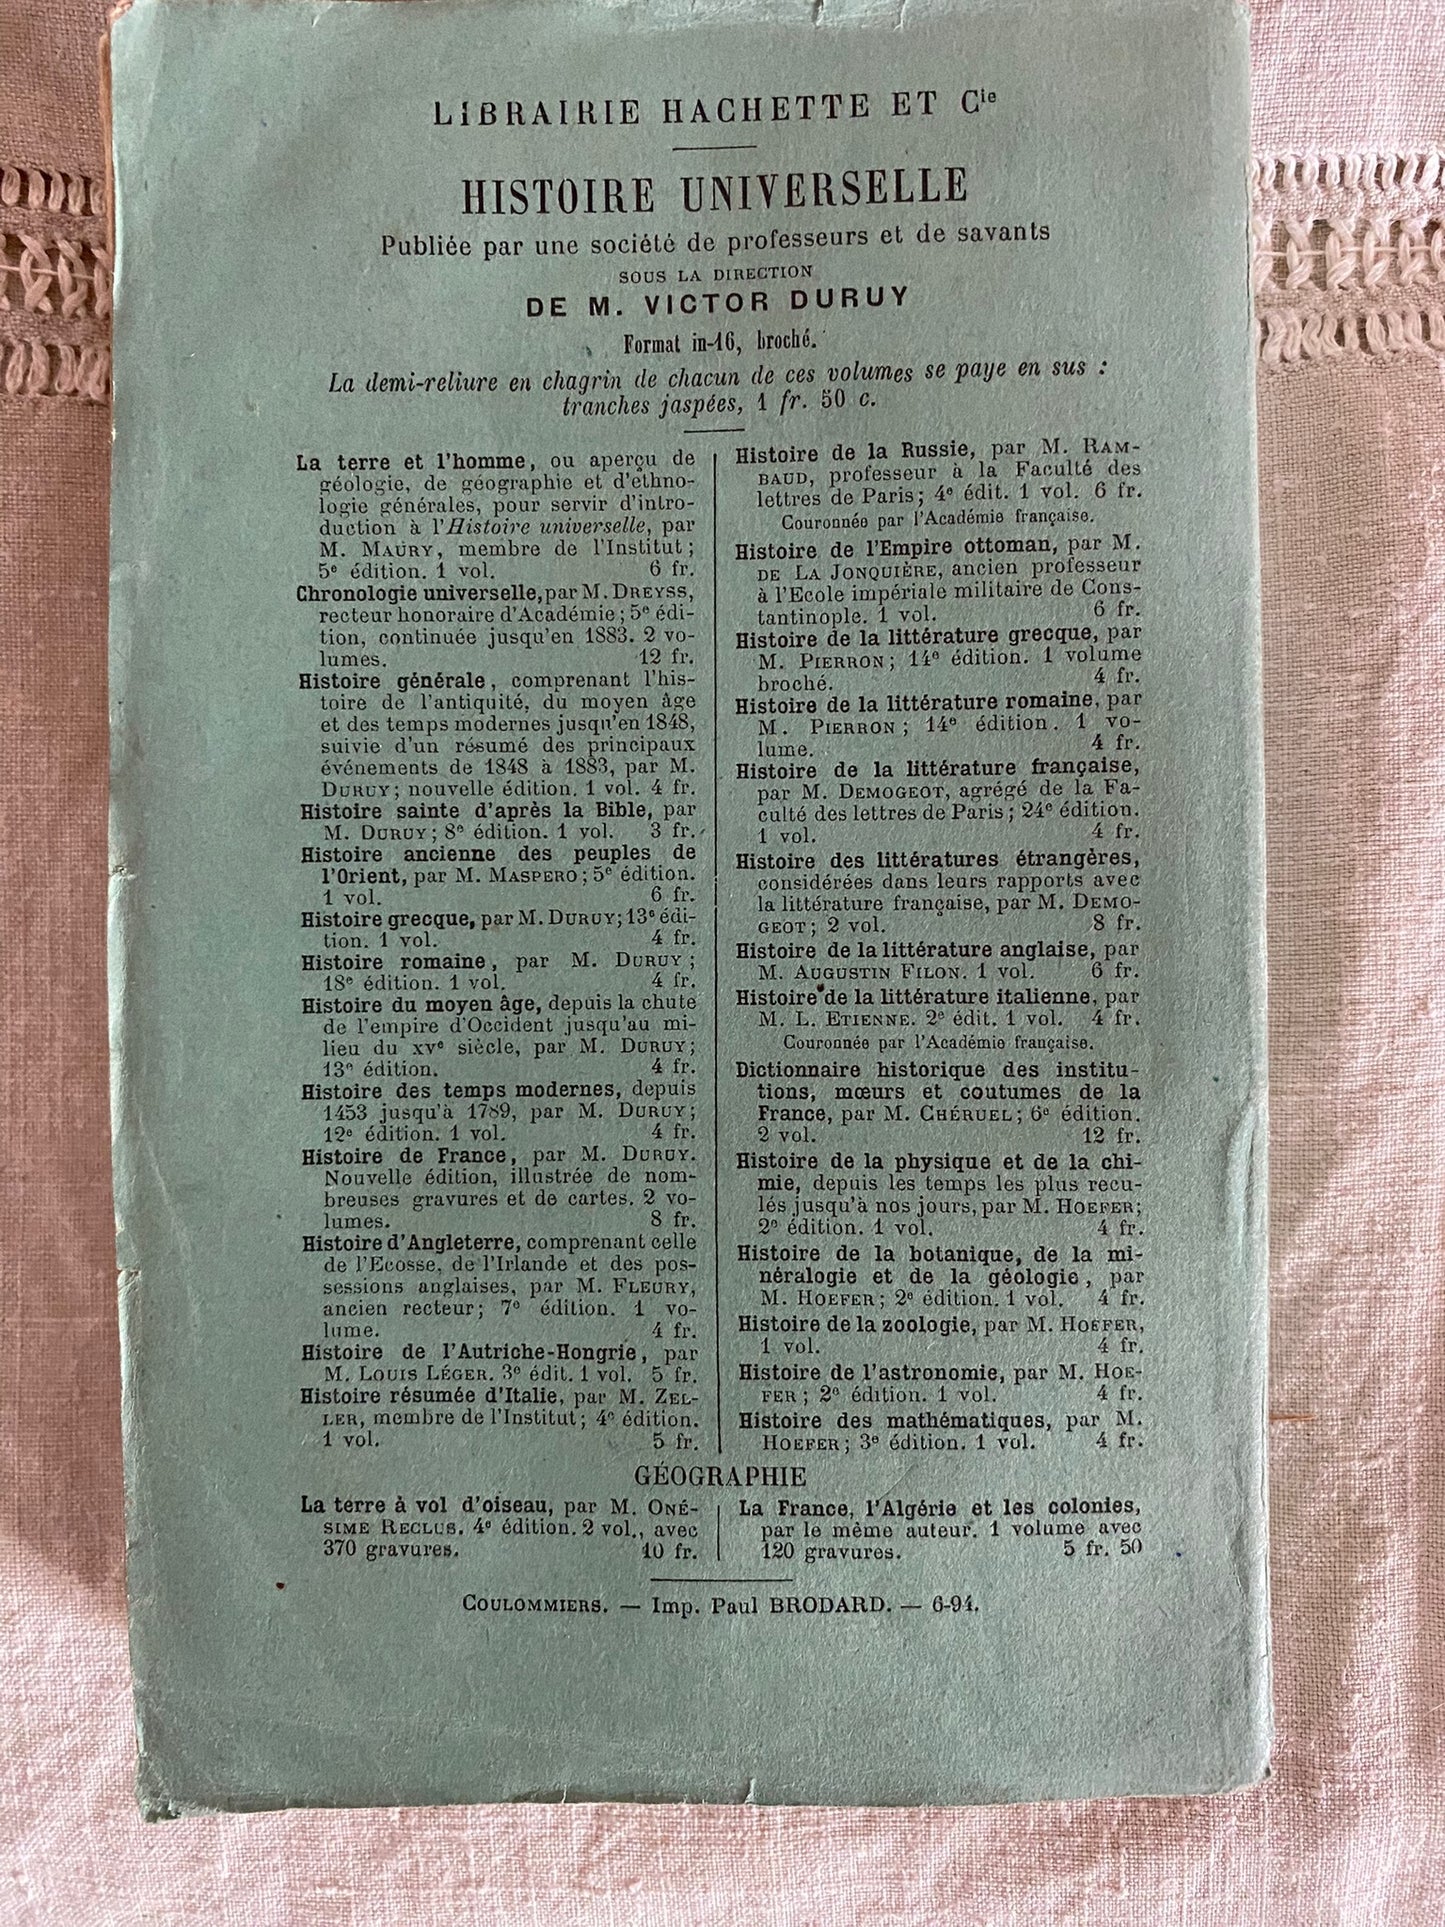 LIBRAIRIE HACHETTE ET Cie
HISTOIRE UNIVERSELLE
Publiée par une société de professeurs et de savants
SOUS LA DIRECTION
DE M. VICTOR DURUY
Format in-16, broché.
La demi-reliure en chagrin de chacun de ces volumes se paye en sus :
tranches jaspées, 1 fr. 50 c.
La terre et l'homme, ou aperçu de
géologie, de géographie et d'ethno-
logie générales, pour servir d'intro-
duction à l'Histoire universelle, par
M. MAURY, membre de l'Institut;
5e édition. 1 vol. 6 fr.
Chronologie universelle, par M. DREYSS,
recteur honoraire d'Académie; 5e édi-
tion, continuée jusqu'en 1883. 2 vo-
lumes. 12 fr.
Histoire générale, comprenant l'his-
toire de l'antiquité, du moyen âge
et des temps modernes jusqu'en 1848,
suivie d'un résumé des principaux
événements de 1848 à 1883, par M.
DURUY; nouvelle édition. 1 vol. 4 fr.
Histoire sainte d'après la Bible, par
M. DURUY; 8e édition. 1 vol. 3 fr.
Histoire ancienne des peuples de
l'Orient, par M. MASPERO; 5e édition.
1 vol. 6 fr.
Histoire grecque, par M. DURUY; 13e édi-
tion. 1 vol. 4 fr.
Histoire romaine, par M. DURUY;
18e édition. 1 vol. 4 fr.
Histoire du moyen âge, depuis la chute
de l'empire d'Occident jusqu'au mi-
lieu du XVe siècle, par M. DURUY;
13e édition. 4 fr.
Histoire des temps modernes, depuis
1453 jusqu'à 1789, par M. DURUY;
12e édition. 1 vol. 4 fr.
Histoire de France, par M. DURUY.
Nouvelle édition, illustrée de nom-
breuses gravures et de cartes. 2 vo-
lumes. 8 fr.
Histoire d'Angleterre, comprenant celle
de l'Ecosse, de l'Irlande et des pos-
sessions anglaises, par M. FLEURY,
ancien recteur; 7e édition. 1 vo-
lume. 4 fr.
Histoire de l'Autriche-Hongrie, par
M. LOUIS LÉGER. 3e édit. 1 vol. 5 fr.
Histoire résumée d'Italie, par M. ZEL-
LER, membre de l'Institut; 4e édition.
1 vol. 5 fr.
Histoire de la Russie, par M. RAM-
BAUD, professeur à la Faculté des
lettres de Paris; 4e édit. 1 vol. 6 fr.
Couronnée par l'Académie française.
Histoire de l'Empire ottoman, par M.
DE LA JONQUIÈRE, ancien professeur
à l'Ecole impériale militaire de Cons-
tantinople. 1 vol. 6 fr.
Histoire de la littérature grecque, par
M. PIERRON; 14e édition. 1 volume
broché. 4 fr.
Histoire de la littérature romaine, par
M. PIERRON; 14e édition. 1 vo-
lume. 4 fr.
Histoire de la littérature française,
par M. DEMOGEOT, agrégé de la Fa-
culté des lettres de Paris; 24e édition.
1 vol. 4 fr.
Histoire des littératures étrangères,
considérées dans leurs rapports avec
la littérature française, par M. DEMO-
GEOT; 2 vol. 8 fr.
Histoire de la littérature anglaise, par
M. AUGUSTIN FILON. 1 vol. 6 fr.
Histoire de la littérature italienne, par
M. L. ETIENNE. 2e édit. 1 vol. 4 fr.
Couronnée par l'Académie française.
Dictionnaire historique des institu-
tions, mœurs et coutumes de la
France, par M. CHÉRUEL; 6e édition.
2 vol. 12 fr.
Histoire de la physique et de la chi-
mie, depuis les temps les plus recu-
lés jusqu'à nos jours, par M. HOEFER;
2e édition. 1 vol. 4 fr.
Histoire de la botanique, de la mi-
néralogie et de la géologie, par
M. HOEFER; 2e édition. 1 vol. 4 fr.
Histoire de la zoologie, par M. HOEFER,
1 vol. 4 fr.
Histoire de l'astronomie, par M. HOE-
FER; 2e édition. 1 vol. 4 fr.
Histoire des mathématiques, par M.
HOEFER; 3e édition. 1 vol. 4 fr.
GÉOGRAPHIE
La terre à vol d'oiseau, par M. ONÉ-
SIME RECLUS. 4e édition. 2 vol., avec
370 gravures. 10 fr.
La France, l'Algérie et les colonies,
par le même auteur. 1 volume avec
120 gravures. 5 fr. 50
COULOMMIERS. — Imp. Paul BRODARD. — 6-94.